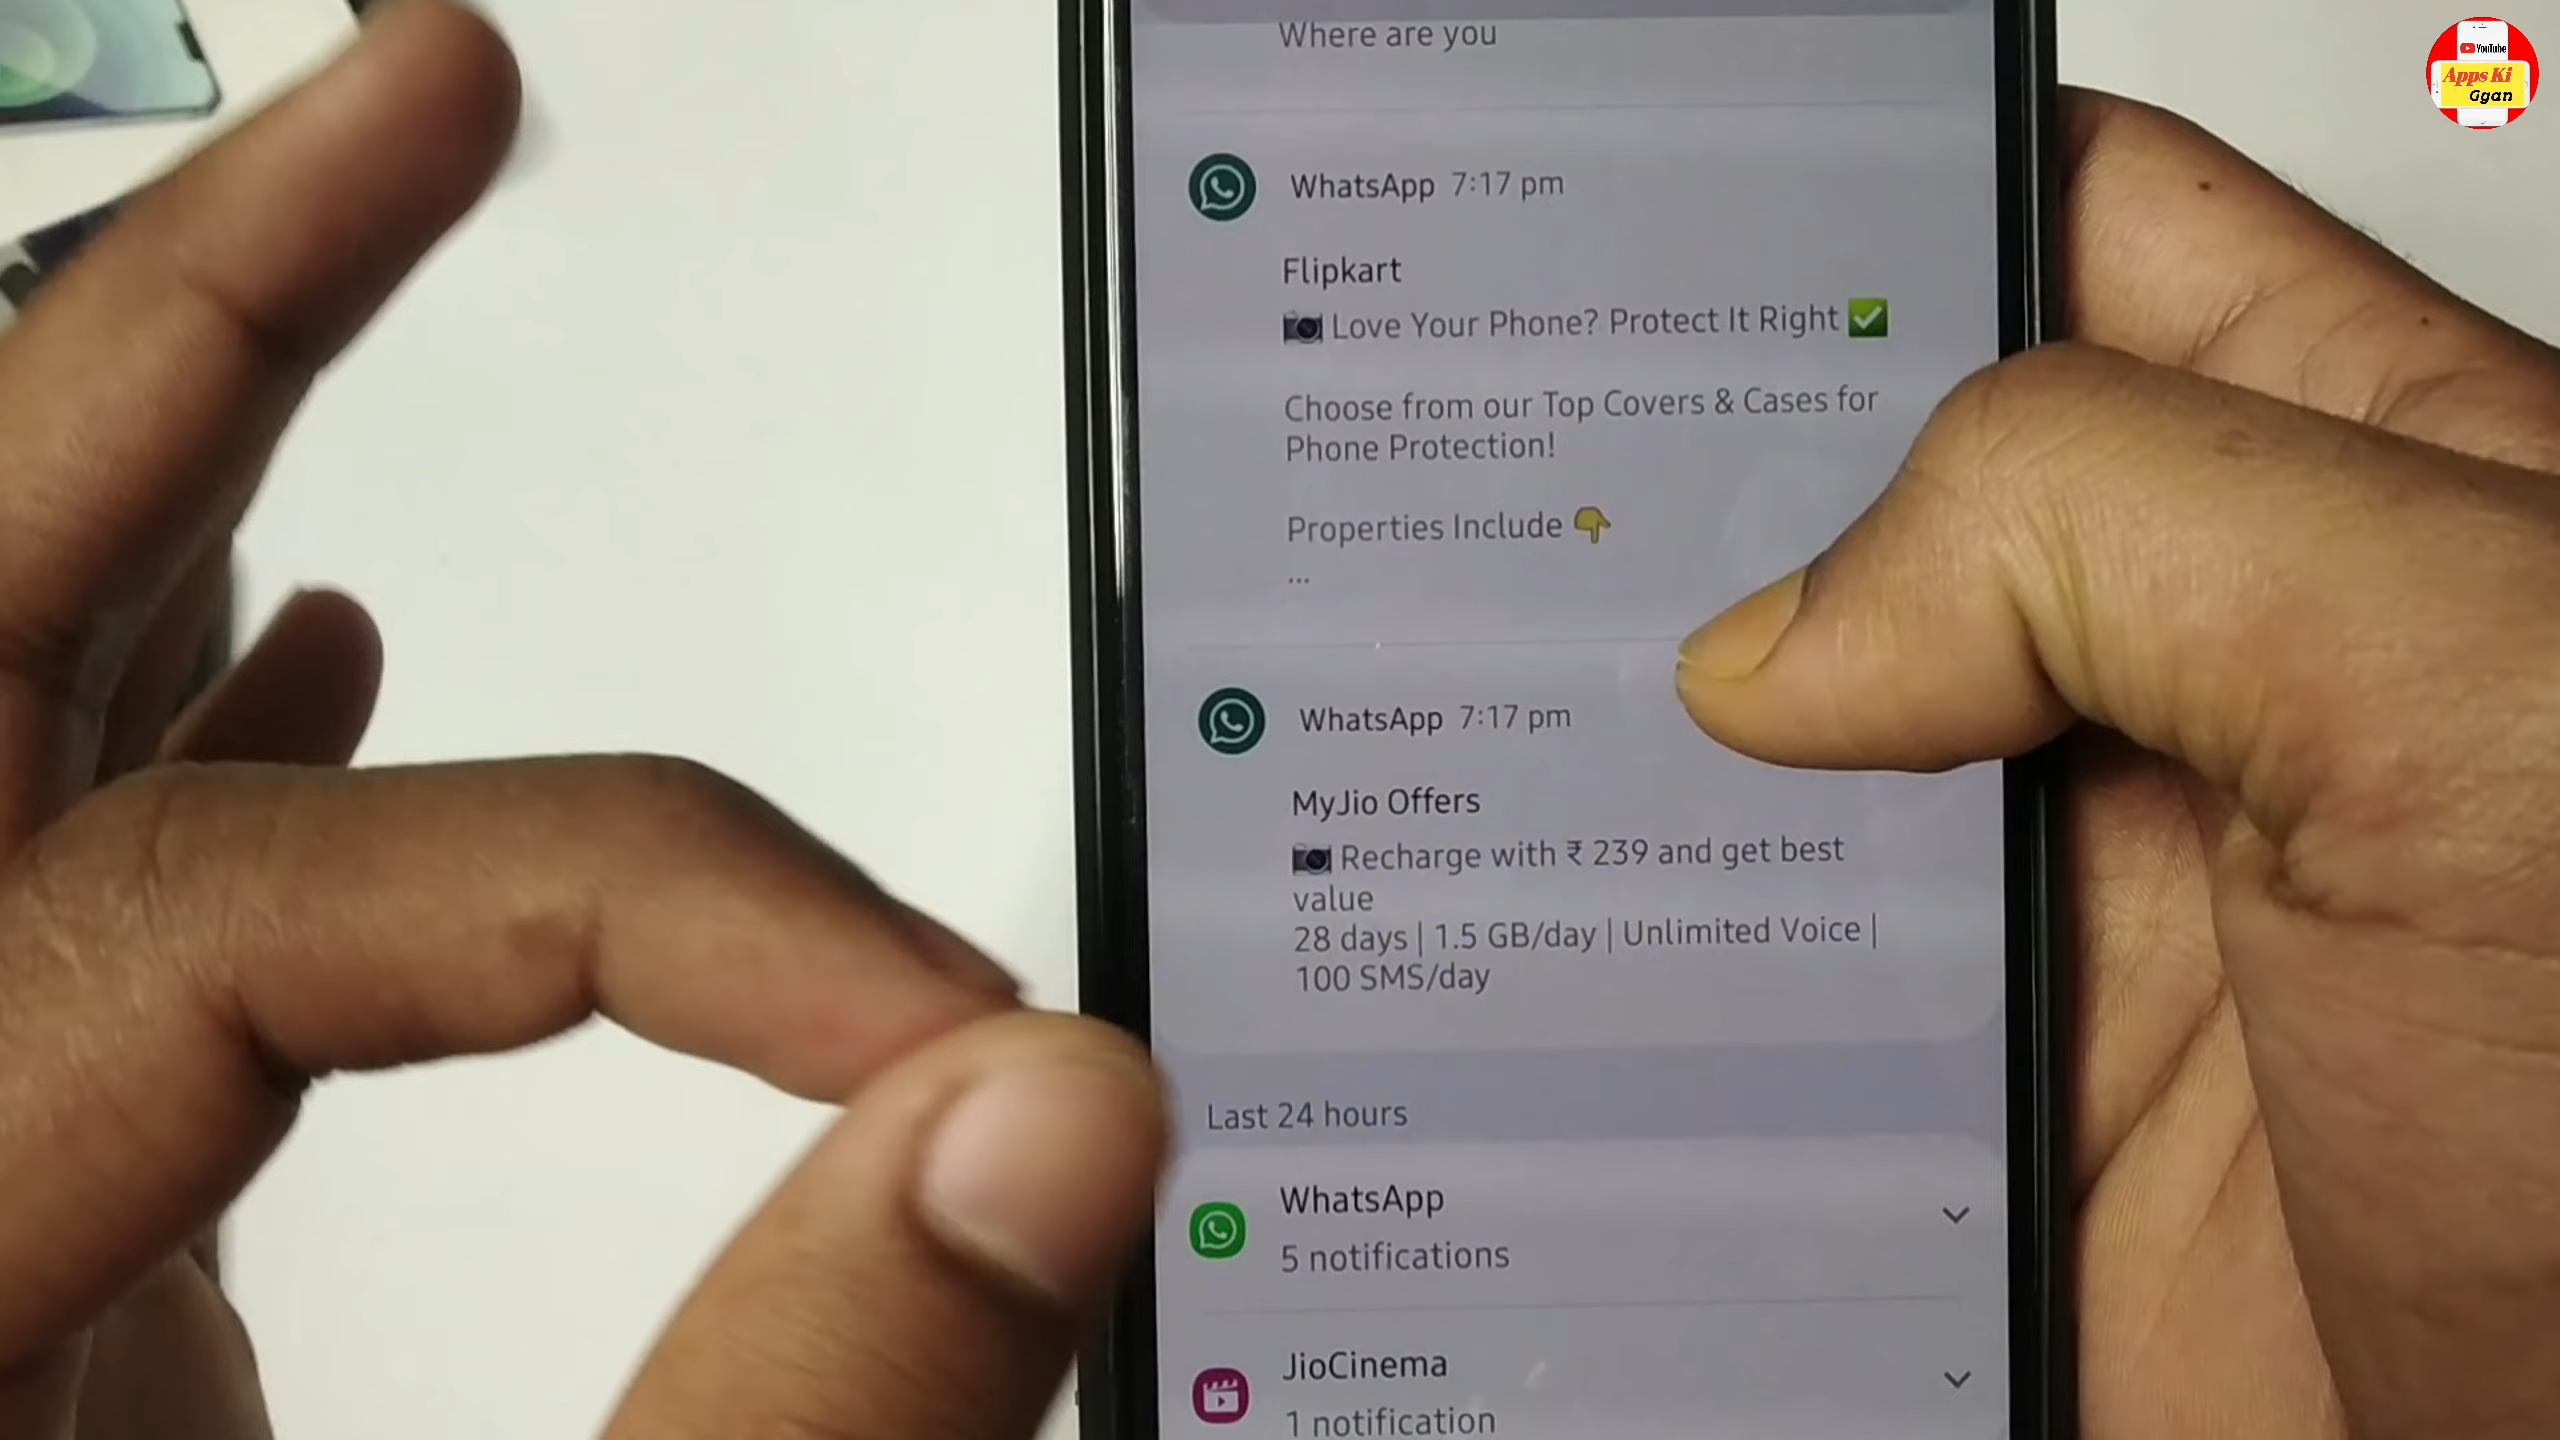 Where are you
YouTube
Apps Ki
Ggan
WhatsApp 7:17 pm
Flipkart
📷 Love Your Phone? Protect It Right ✅
Choose from our Top Covers & Cases for
Phone Protection!
Properties Include 👇
...
WhatsApp 7:17 pm
MyJio Offers
📷 Recharge with ₹ 239 and get best
value
28 days | 1.5 GB/day | Unlimited Voice |
100 SMS/day
Last 24 hours
WhatsApp
5 notifications
JioCinema
1 notification